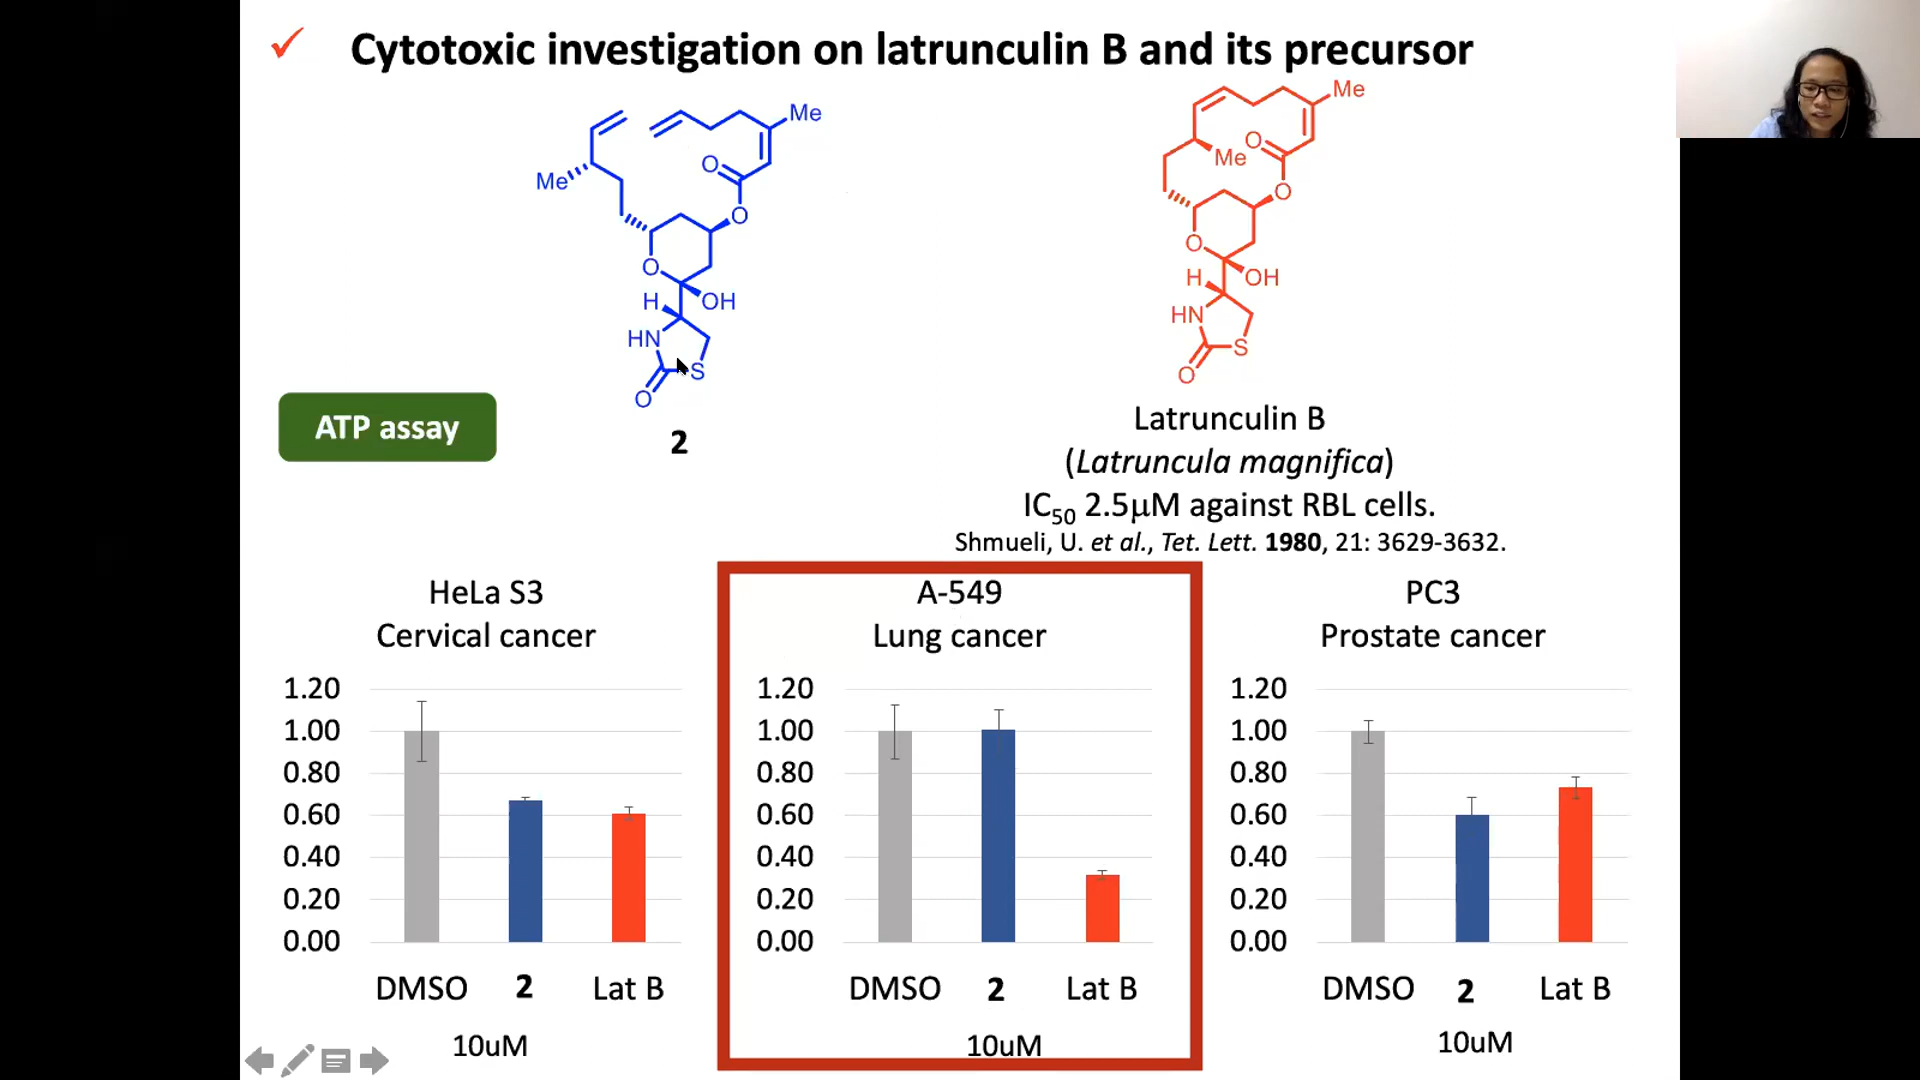 ✓ Cytotoxic investigation on latrunculin B and its precursor
Me
Me
O
O
O
H
OH
HN
S
O
2
Me
Me
O
O
O
H
OH
HN
S
O
ATP assay
Latrunculin B
(Latruncula magnifica)
IC50 2.5μM against RBL cells.
Shmueli, U. et al., Tet. Lett. 1980, 21: 3629-3632.
HeLa S3
Cervical cancer
1.20
1.00
0.80
0.60
0.40
0.20
0.00
DMSO 2 Lat B
10uM
A-549
Lung cancer
1.20
1.00
0.80
0.60
0.40
0.20
0.00
DMSO 2 Lat B
10uM
PC3
Prostate cancer
1.20
1.00
0.80
0.60
0.40
0.20
0.00
DMSO 2 Lat B
10uM